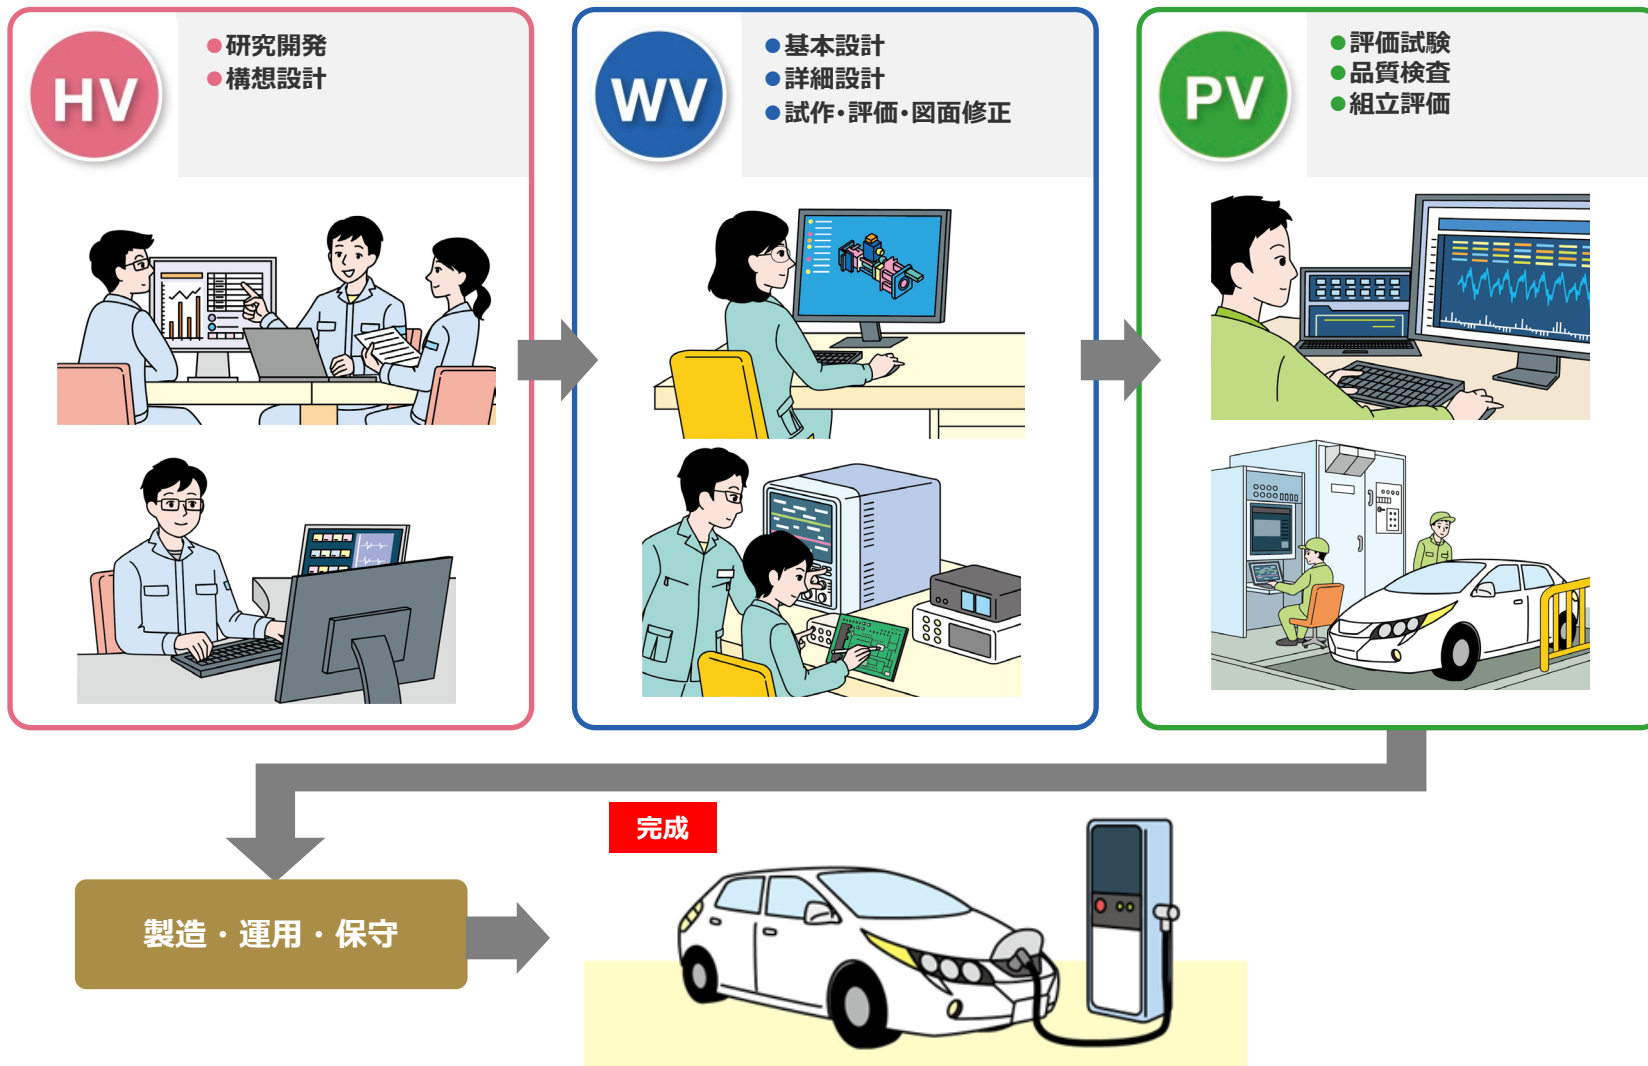 HV
●研究開発
●構想設計
WV
●基本設計
●詳細設計
●試作・評価・図面修正
PV
●評価試験
●品質検査
●組立評価
完成
製造・運用・保守